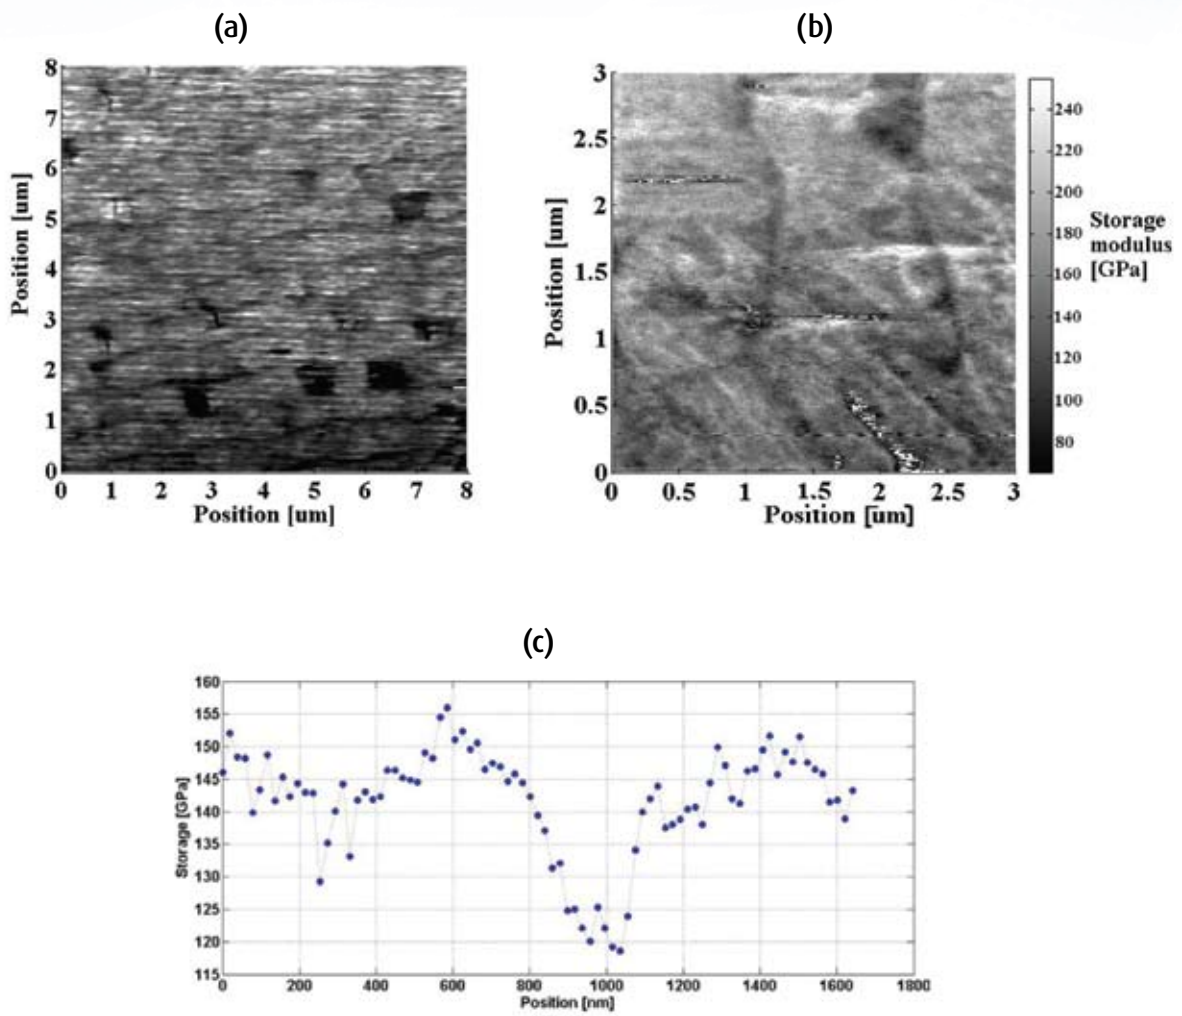 (a)
(b)
8
7
6
5
4
3
2
1
0
Position [um]
0 1 2 3 4 5 6 7 8
Position [um]
3
2.5
2
1.5
1
0.5
0
Position [um]
0 0.5 1 1.5 2 2.5 3
Position [um]
240
220
200
180
160
140
120
100
80
Storage
modulus
[GPa]
(c)
160
155
150
145
140
135
130
125
120
115
Storage [GPa]
0 200 400 600 800 1000 1200 1400 1600 1800
Position [nm]